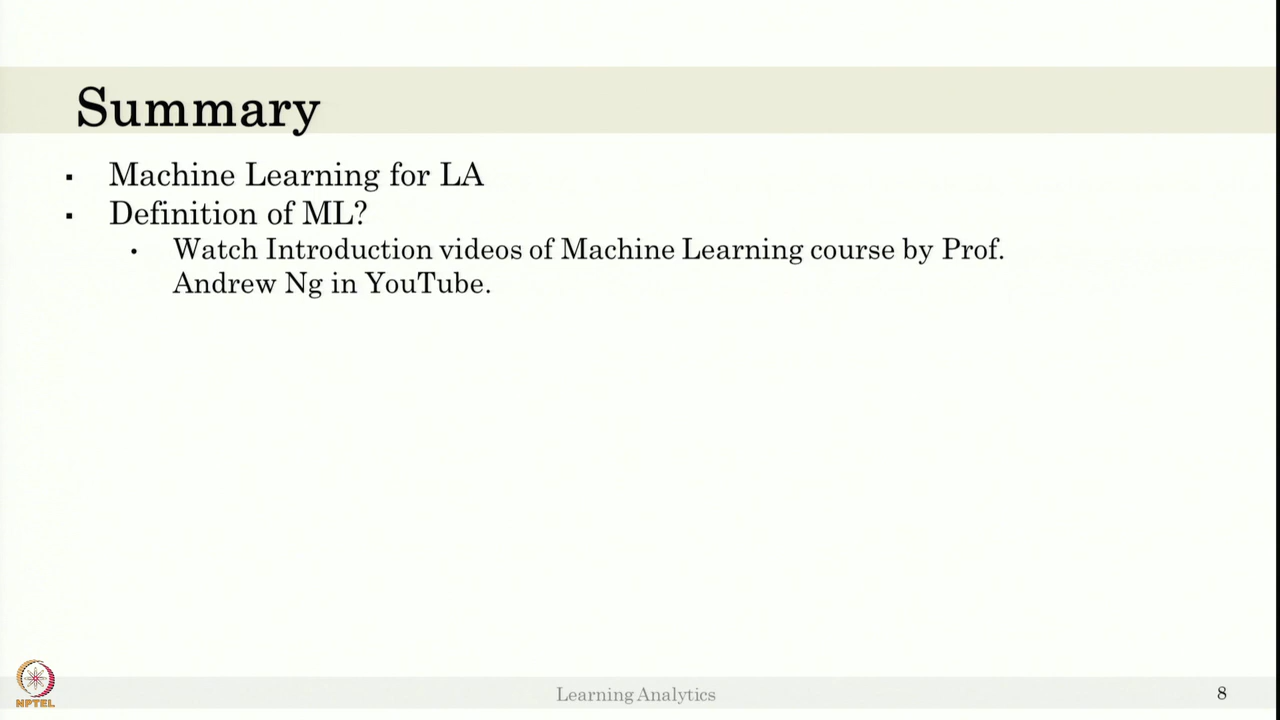 Summary
▪ Machine Learning for LA
▪ Definition of ML?
• Watch Introduction videos of Machine Learning course by Prof.
Andrew Ng in YouTube.
NPTEL
Learning Analytics
8